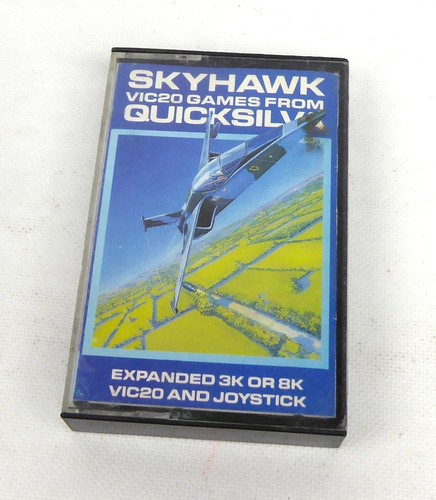 SKYHAWK
VIC20 GAMES FROM
QUICKSILV
EXPANDED 3K OR 8K
VIC20 AND JOYSTICK